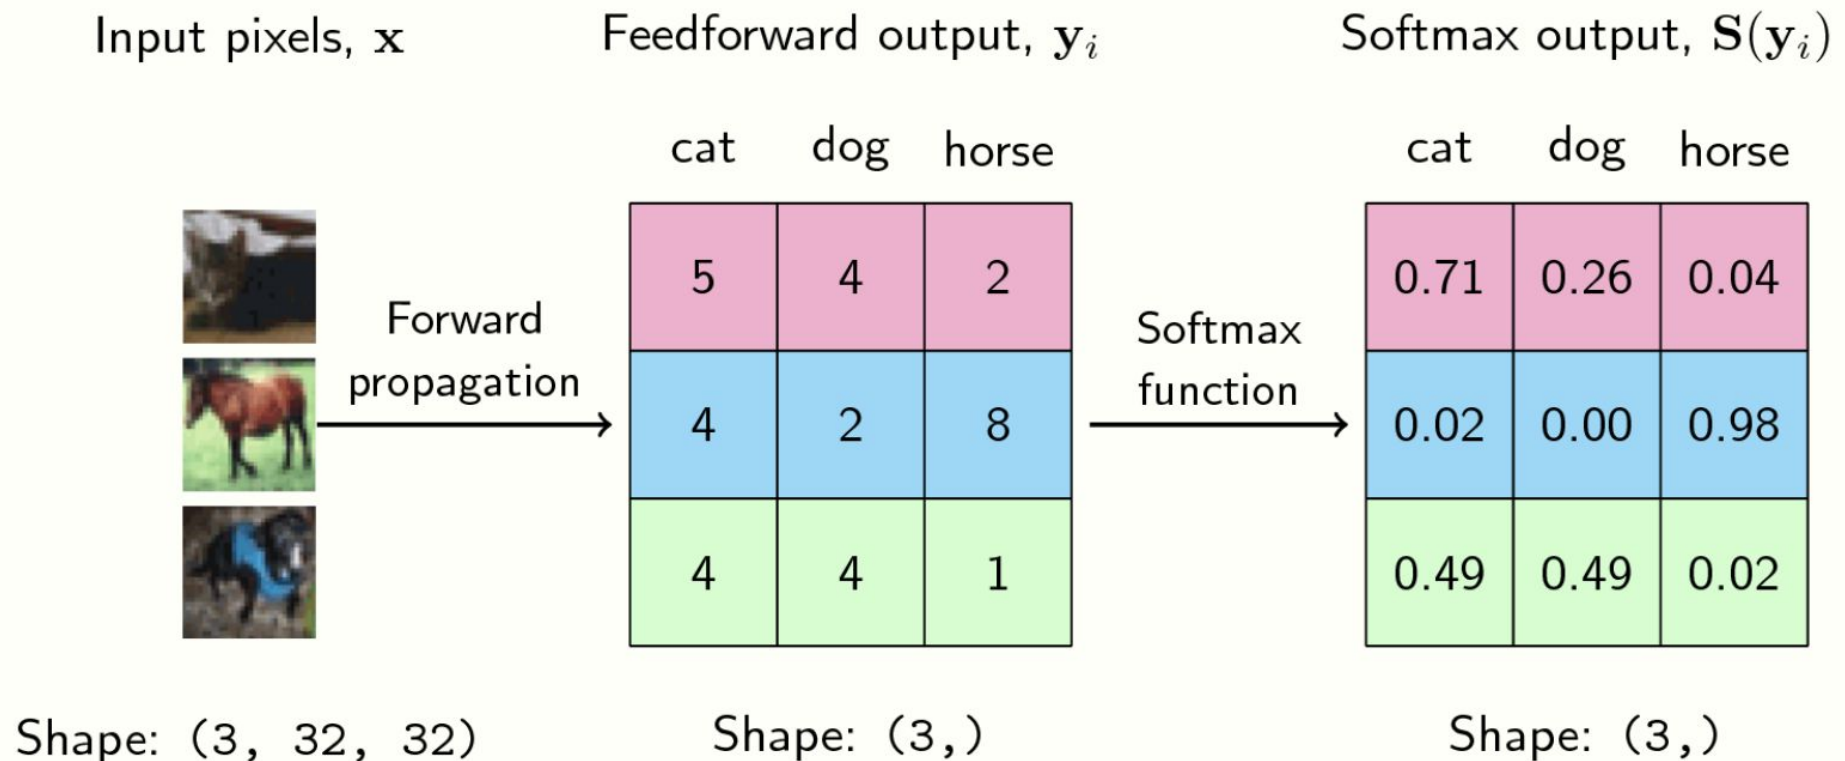 Input pixels, x
Feedforward output, yᵢ
Softmax output, S(yᵢ)
cat dog horse
cat dog horse
Forward
propagation
5 4 2
4 2 8
4 4 1
Softmax
function
0.71 0.26 0.04
0.02 0.00 0.98
0.49 0.49 0.02
Shape: (3, 32, 32)
Shape: (3,)
Shape: (3,)